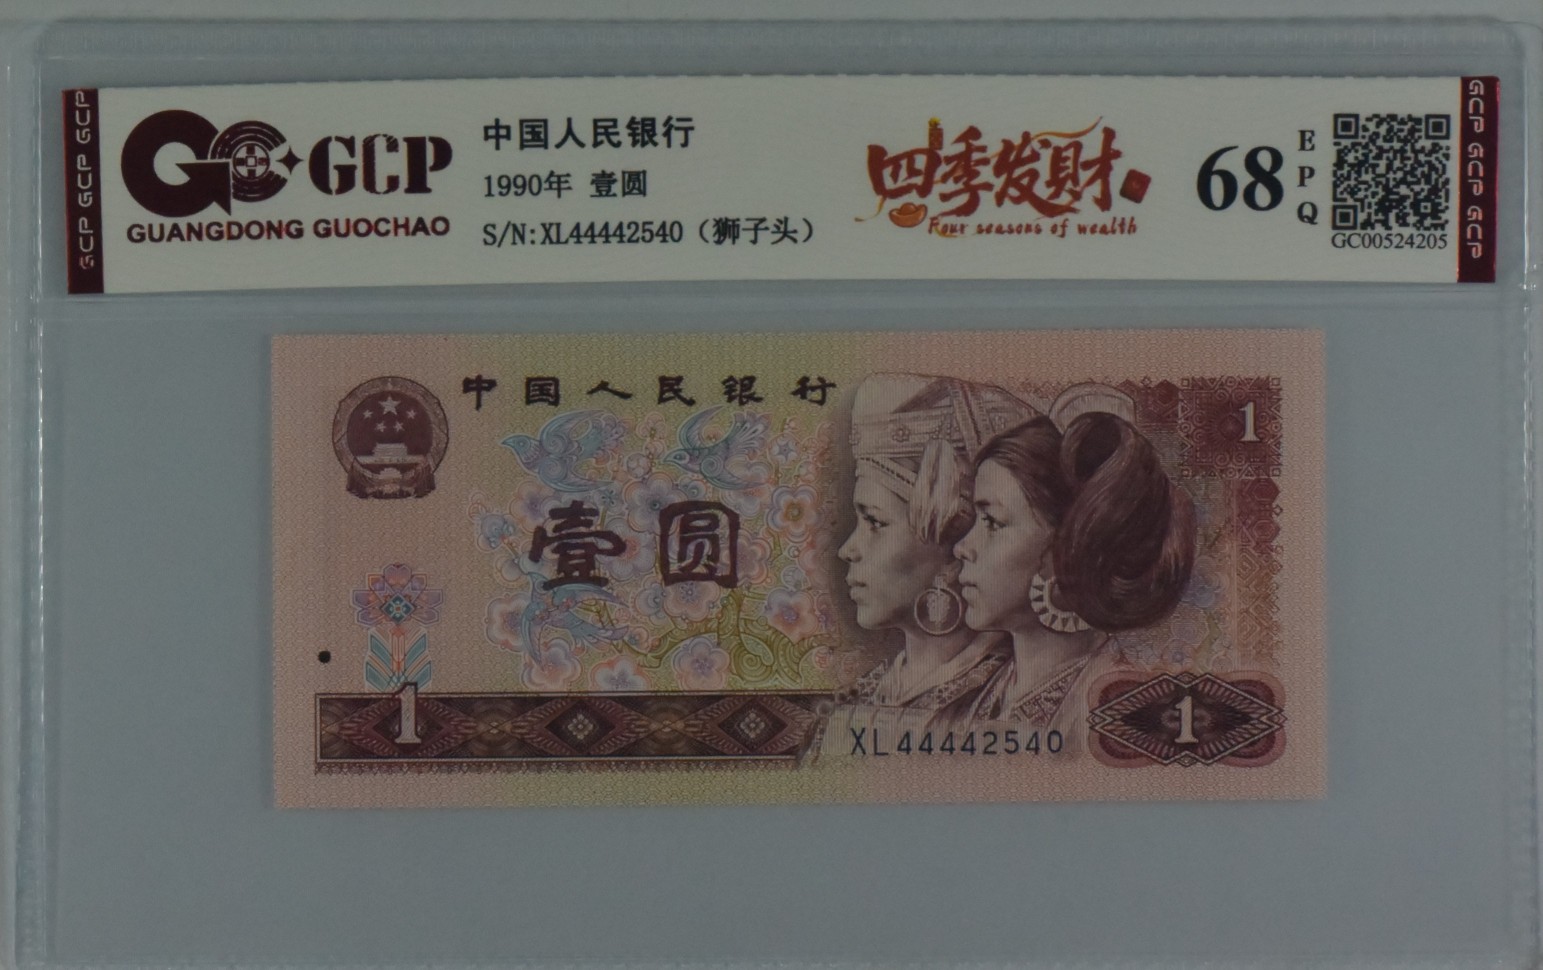 GCP GCP GCP
GCP
GUANGDONG GUOCHAO
中国人民银行
1990年 壹圆
S/N:XL44442540（狮子头）
四季发财
Four seasons of wealth
68
EPQ
GC00524205
GCP GCP GCP
中国人民银行
1
壹圆
1
XL44442540
1